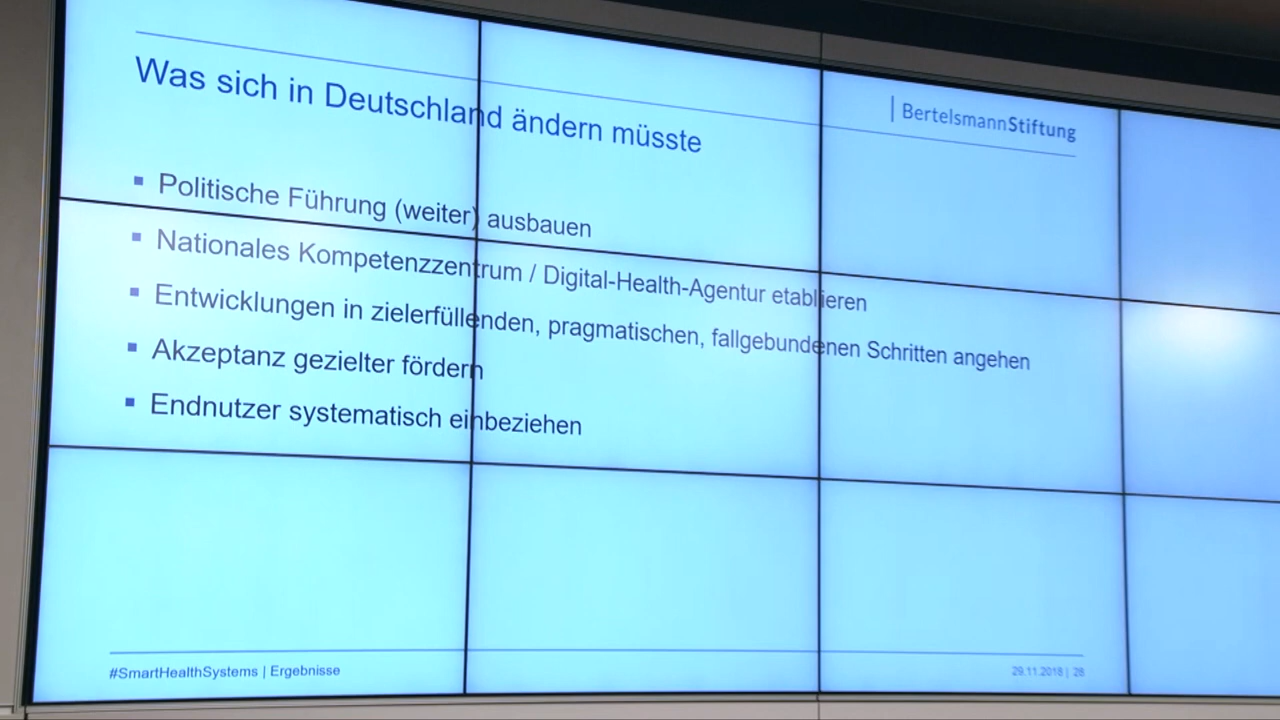 Was sich in Deutschland ändern müsste
BertelsmannStiftung
Politische Führung (weiter) ausbauen
Nationales Kompetenzzentrum / Digital-Health-Agentur etablieren
Entwicklungen in zielerfüllenden, pragmatischen, fallgebundenen Schritten angehen
Akzeptanz gezielter fördern
Endnutzer systematisch einbeziehen
#SmartHealthSystems | Ergebnisse
29.11.2018 | 28